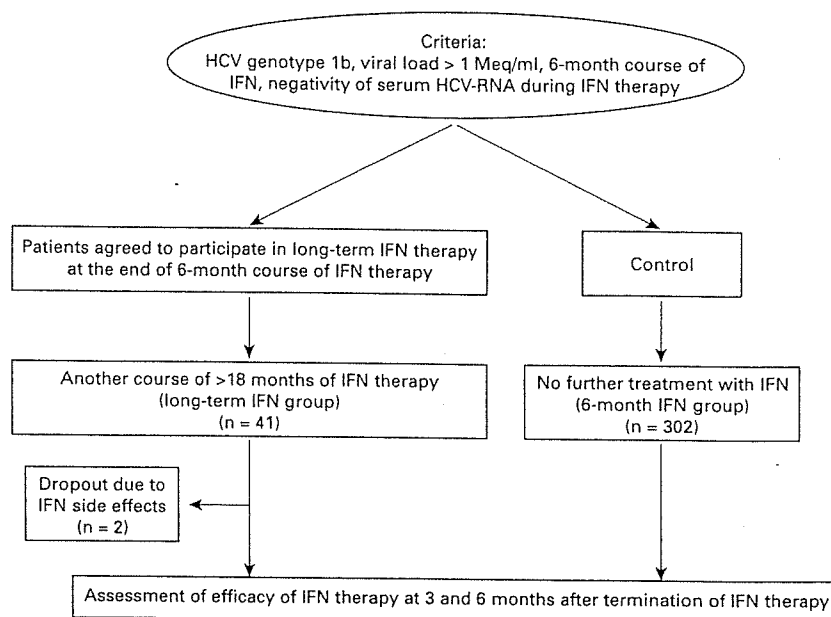 Criteria:
HCV genotype 1b, viral load > 1 Meq/ml, 6-month course of
IFN, negativity of serum HCV-RNA during IFN therapy
Patients agreed to participate in long-term IFN therapy
at the end of 6-month course of IFN therapy
Control
Another course of >18 months of IFN therapy
(long-term IFN group)
(n = 41)
No further treatment with IFN
(6-month IFN group)
(n = 302)
Dropout due to
IFN side effects
(n = 2)
Assessment of efficacy of IFN therapy at 3 and 6 months after termination of IFN therapy